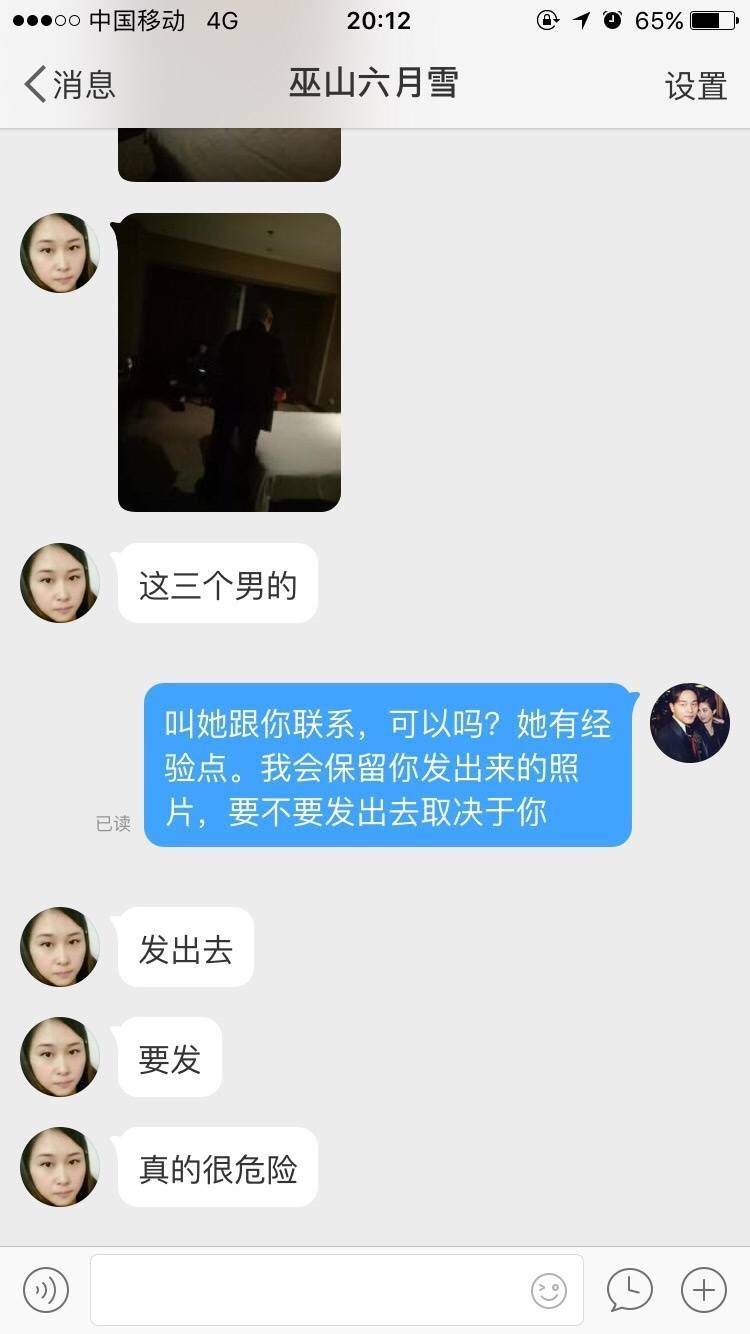 中国移动 4G 20:12 65%
消息 巫山六月雪 设置
这三个男的
叫她跟你联系，可以吗？她有经
验点。我会保留你发出来的照
片，要不要发出去取决于你
已读
发出去
要发
真的很危险